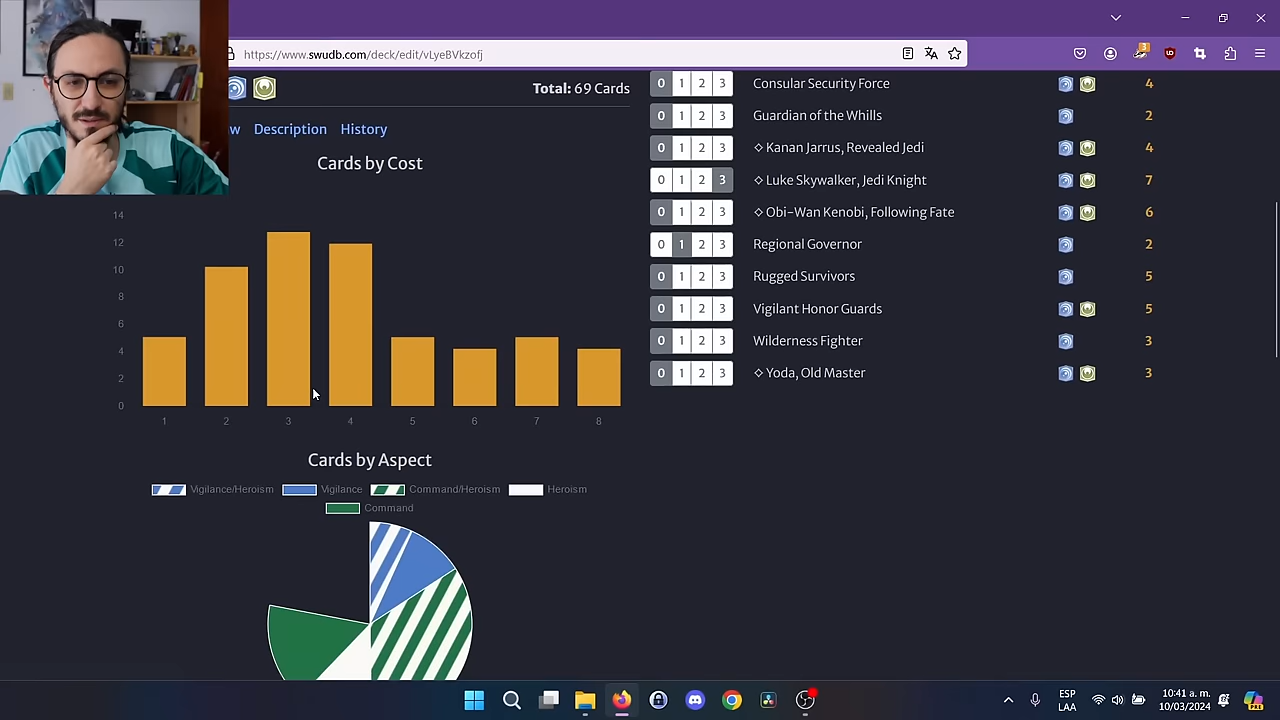 https://www.swudb.com/deck/edit/vLyeBVkzofj
3
Total: 69 Cards
w Description History
Cards by Cost
14
12
10
8
6
4
2
0
1 2 3 4 5 6 7 8
Cards by Aspect
Vigilance/Heroism Vigilance Command/Heroism Heroism
Command
0 1 2 3 Consular Security Force 4
0 1 2 3 Guardian of the Whills 2
0 1 2 3 Kanan Jarrus, Revealed Jedi 4
0 1 2 3 Luke Skywalker, Jedi Knight 7
0 1 2 3 Obi-Wan Kenobi, Following Fate 6
0 1 2 3 Regional Governor 2
0 1 2 3 Rugged Survivors 5
0 1 2 3 Vigilant Honor Guards 5
0 1 2 3 Wilderness Fighter 3
0 1 2 3 Yoda, Old Master 3
ESP
LAA
10:41 a. m.
10/03/2024